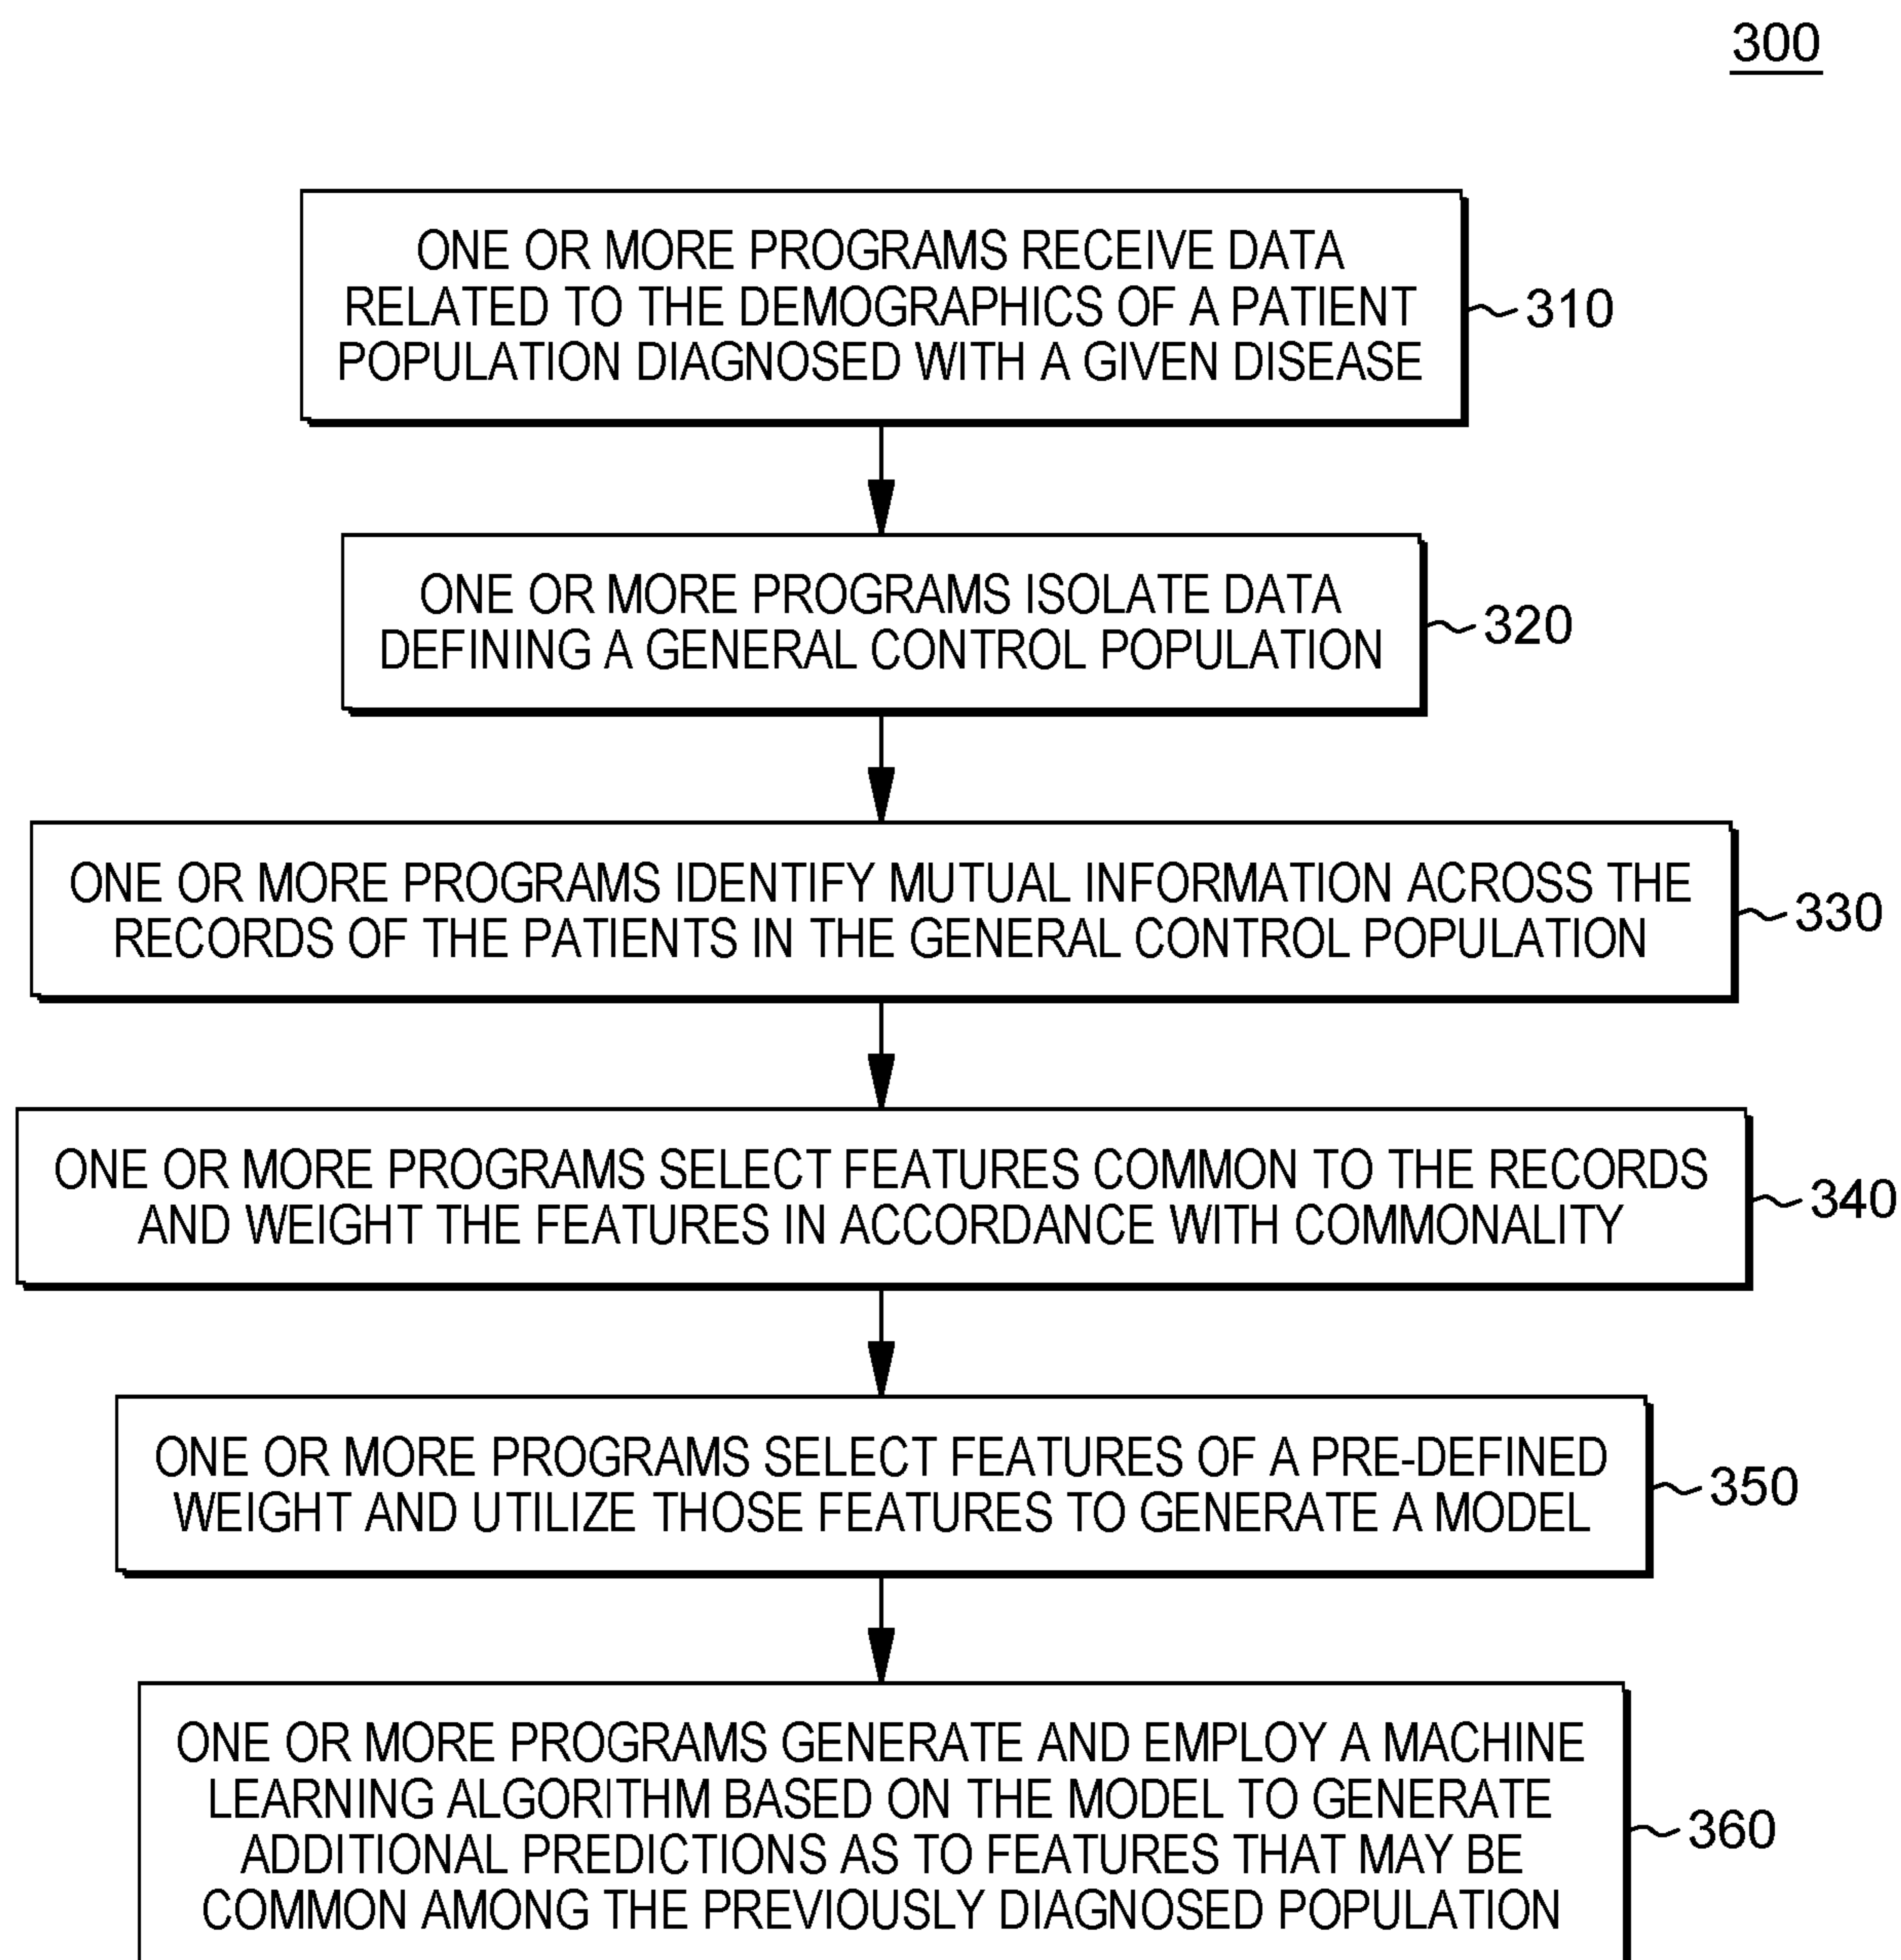 300
ONE OR MORE PROGRAMS RECEIVE DATA
RELATED TO THE DEMOGRAPHICS OF A PATIENT
POPULATION DIAGNOSED WITH A GIVEN DISEASE
310
ONE OR MORE PROGRAMS ISOLATE DATA
DEFINING A GENERAL CONTROL POPULATION
320
ONE OR MORE PROGRAMS IDENTIFY MUTUAL INFORMATION ACROSS THE
RECORDS OF THE PATIENTS IN THE GENERAL CONTROL POPULATION
330
ONE OR MORE PROGRAMS SELECT FEATURES COMMON TO THE RECORDS
AND WEIGHT THE FEATURES IN ACCORDANCE WITH COMMONALITY
340
ONE OR MORE PROGRAMS SELECT FEATURES OF A PRE-DEFINED
WEIGHT AND UTILIZE THOSE FEATURES TO GENERATE A MODEL
350
ONE OR MORE PROGRAMS GENERATE AND EMPLOY A MACHINE
LEARNING ALGORITHM BASED ON THE MODEL TO GENERATE
ADDITIONAL PREDICTIONS AS TO FEATURES THAT MAY BE
COMMON AMONG THE PREVIOUSLY DIAGNOSED POPULATION
360